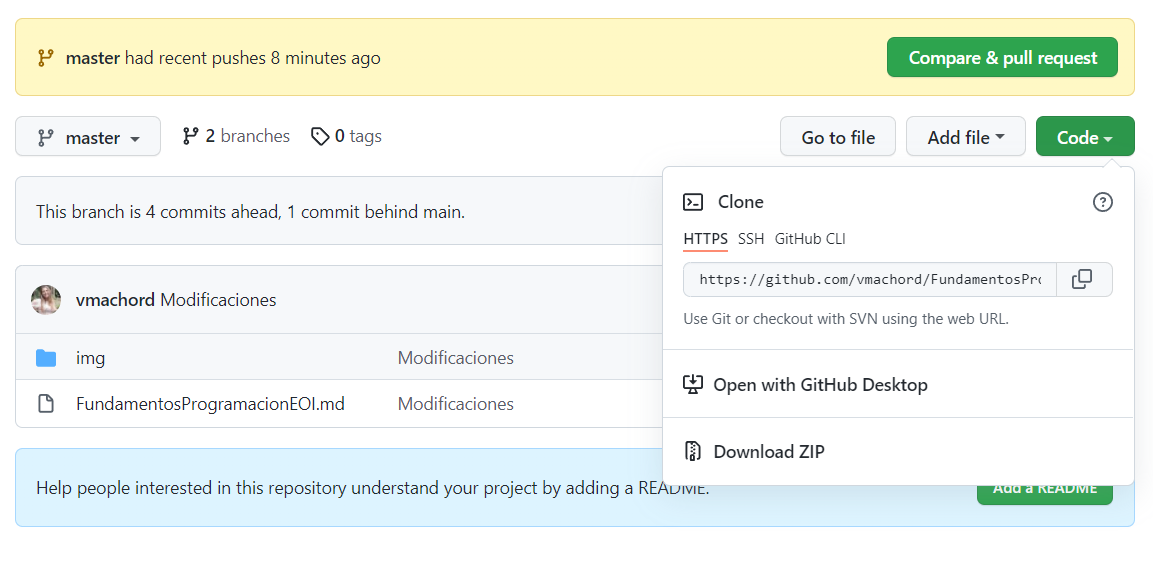 master had recent pushes 8 minutes ago
Compare & pull request
master
2 branches
0 tags
Go to file
Add file
Code
This branch is 4 commits ahead, 1 commit behind main.
Clone
HTTPS SSH GitHub CLI
https://github.com/vmachord/FundamentosPr
Use Git or checkout with SVN using the web URL.
vmachord Modificaciones
img Modificaciones
FundamentosProgramacionEOI.md Modificaciones
Open with GitHub Desktop
Download ZIP
Help people interested in this repository understand your project by adding a README.
Add a README